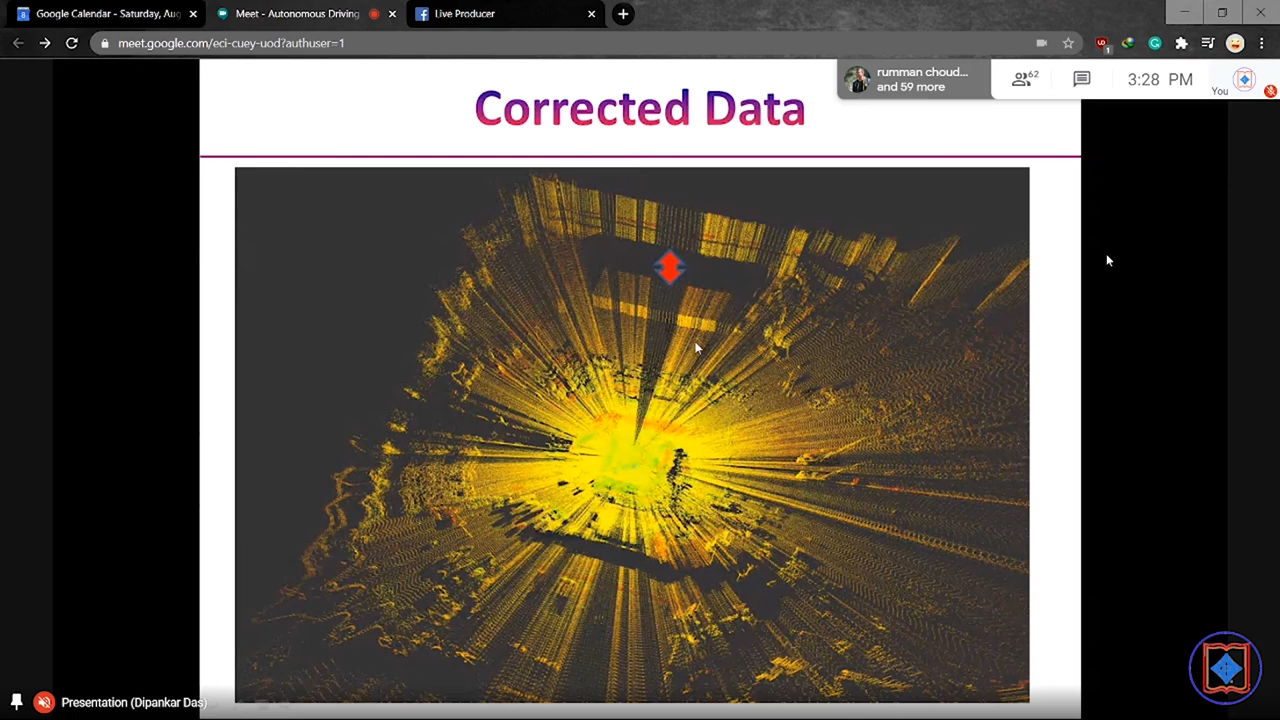 Google Calendar - Saturday, Aug
Meet - Autonomous Driving
Live Producer
meet.google.com/eci-cuey-uod?authuser=1
rumman choud...
and 59 more
62
3:28 PM
You
Corrected Data
Presentation (Dipankar Das)